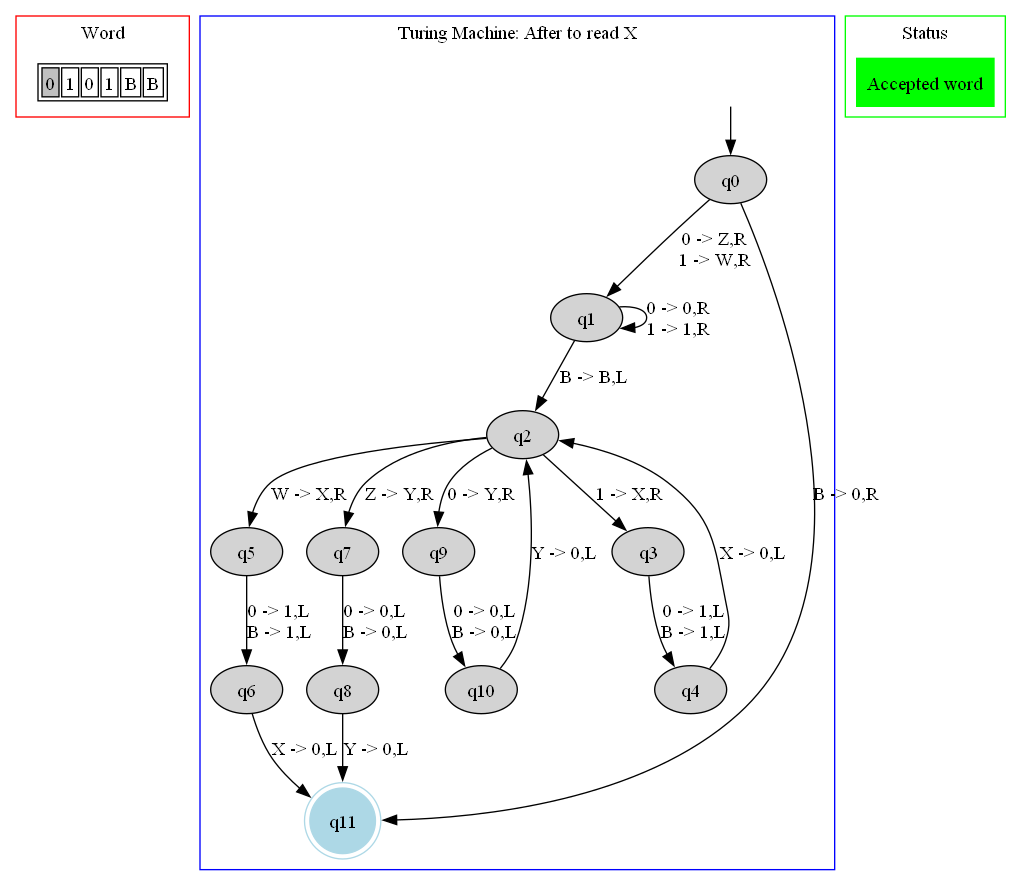 Word
0 1 0 1 B B
Turing Machine: After to read X
Status
Accepted word
q0
0 -> Z,R
1 -> W,R
q1
0 -> 0,R
1 -> 1,R
B -> B,L
q2
W -> X,R
Z -> Y,R
0 -> Y,R
1 -> X,R
B -> 0,R
q5
q7
q9
q3
Y -> 0,L
X -> 0,L
0 -> 1,L
B -> 1,L
0 -> 0,L
B -> 0,L
0 -> 0,L
B -> 0,L
0 -> 1,L
B -> 1,L
q6
q8
q10
q4
X -> 0,L
Y -> 0,L
q11